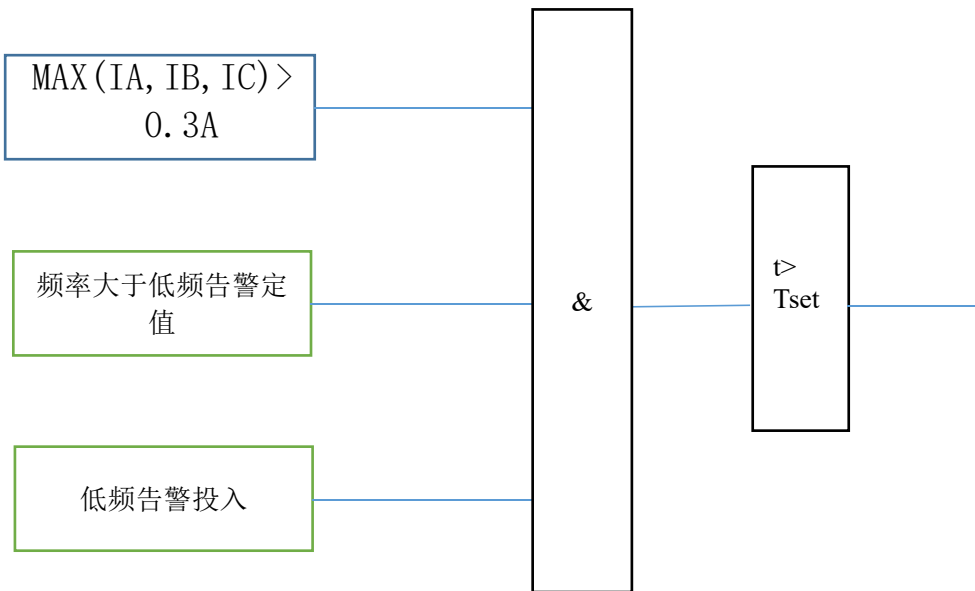 MAX(IA,IB,IC)>
0.3A
频率大于低频告警定
值
&
t>
Tset
低频告警投入